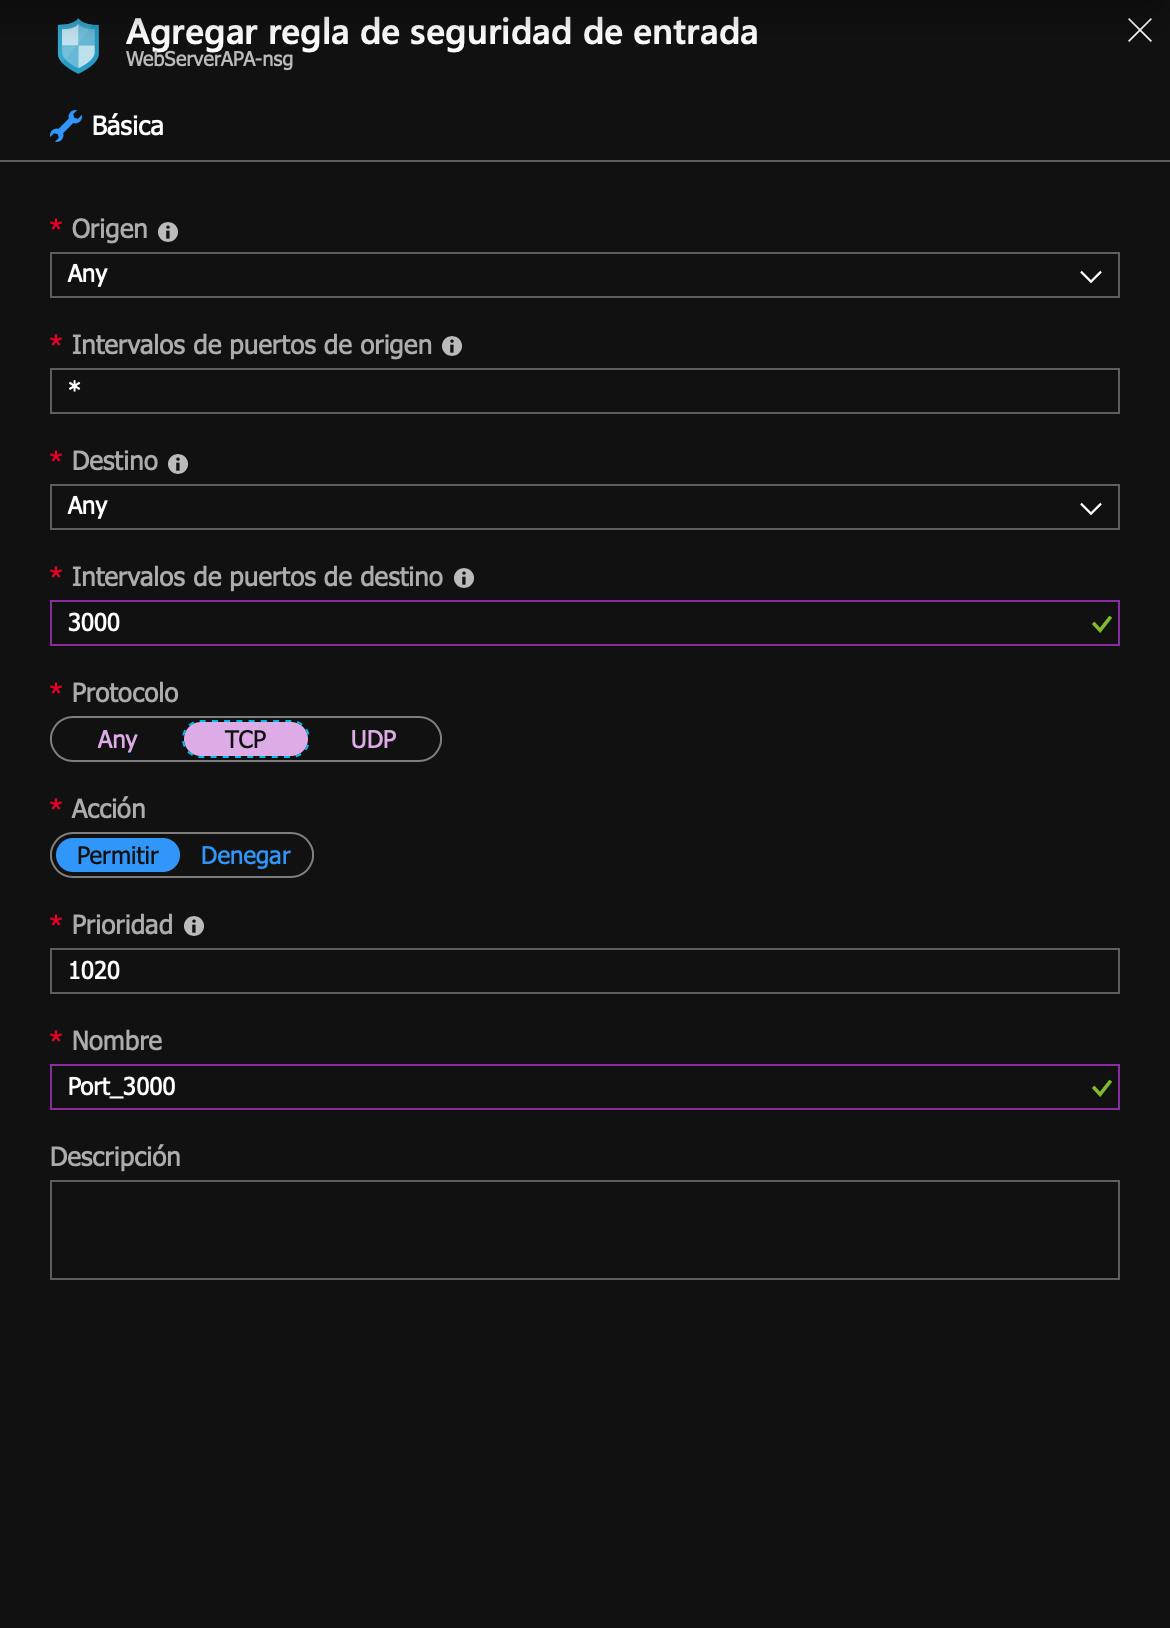 Agregar regla de seguridad de entrada
WebServerAPA-nsg
Básica
* Origen
Any
* Intervalos de puertos de origen
*
* Destino
Any
* Intervalos de puertos de destino
3000
* Protocolo
Any TCP UDP
* Acción
Permitir Denegar
* Prioridad
1020
* Nombre
Port_3000
Descripción